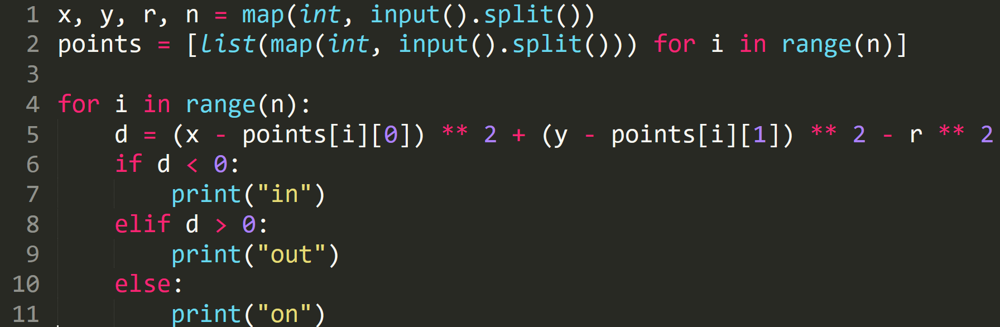 1 x, y, r, n = map(int, input().split())
2 points = [list(map(int, input().split())) for i in range(n)]
3
4 for i in range(n):
5     d = (x - points[i][0]) ** 2 + (y - points[i][1]) ** 2 - r ** 2
6     if d < 0:
7         print("in")
8     elif d > 0:
9         print("out")
10     else:
11         print("on")